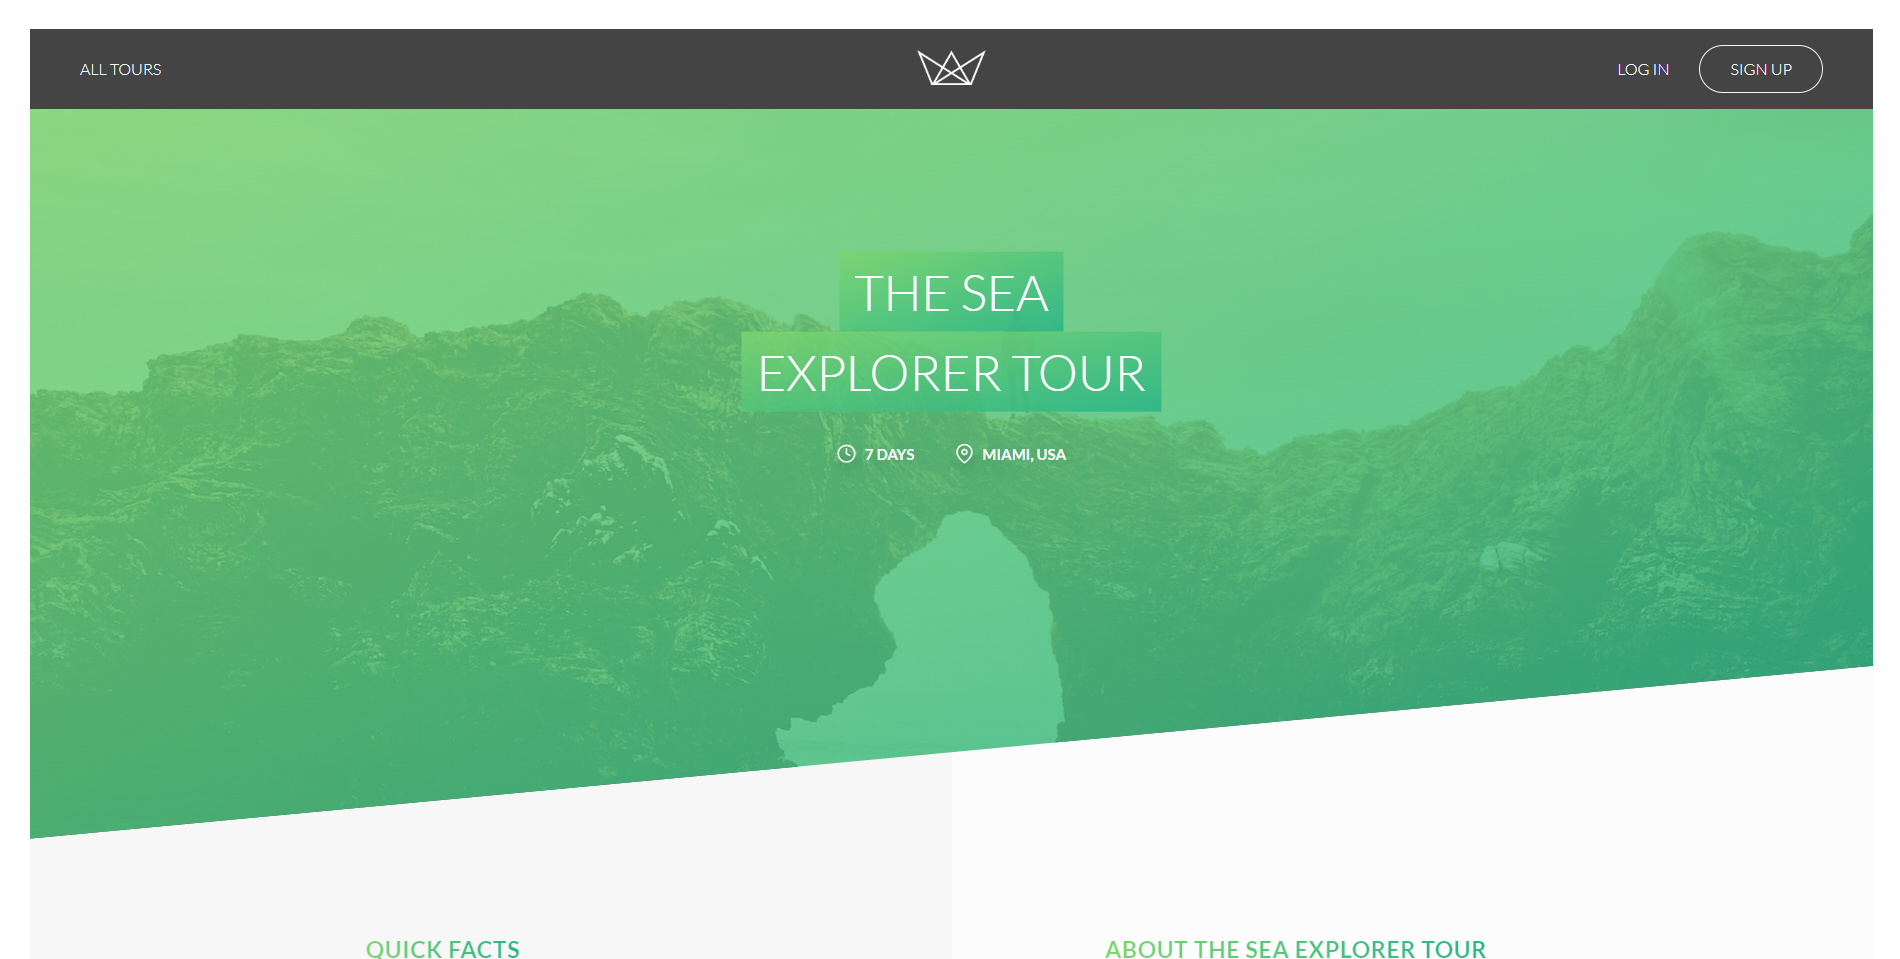 ALL TOURS
LOG IN
SIGN UP
THE SEA
EXPLORER TOUR
7 DAYS
MIAMI, USA
QUICK FACTS
ABOUT THE SEA EXPLORER TOUR